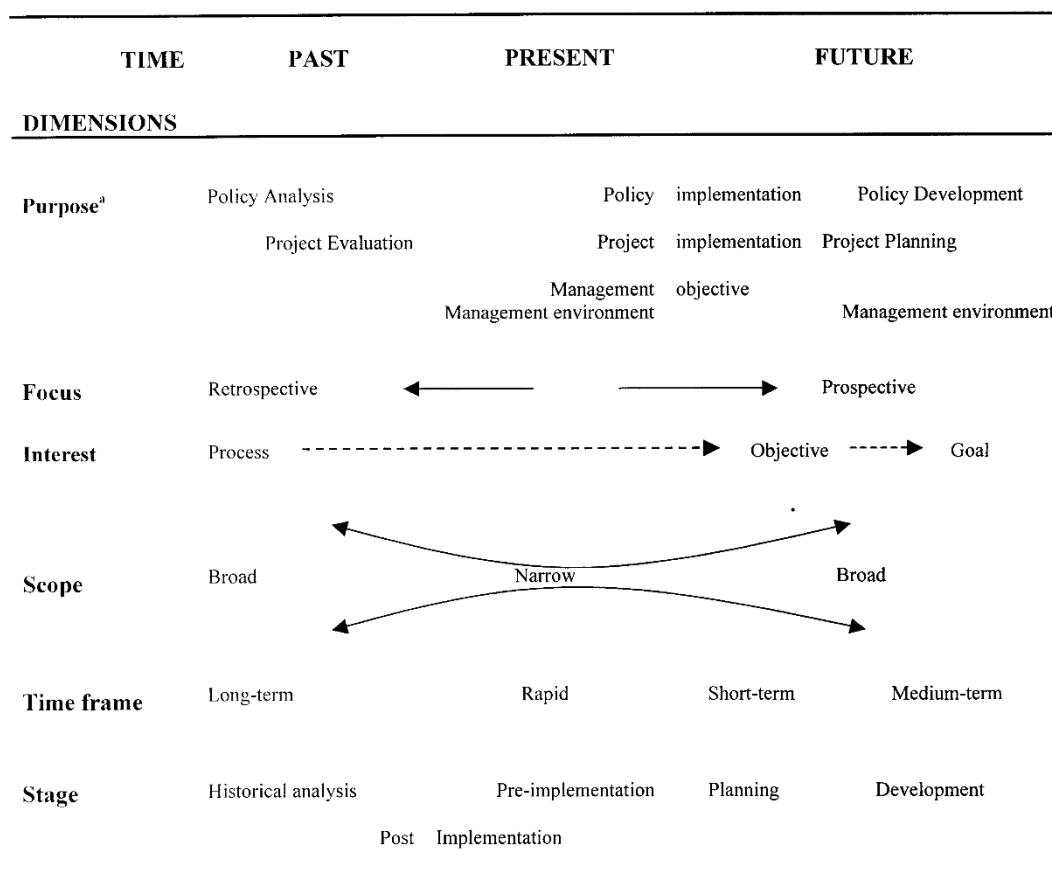 TIME PAST PRESENT FUTURE
DIMENSIONS
Purposeª Policy Analysis Policy implementation Policy Development
Project Evaluation Project implementation Project Planning
Management objective
Management environment Management environment
Focus Retrospective Prospective
Interest Process Objective Goal
Scope Broad Narrow Broad
Time frame Long-term Rapid Short-term Medium-term
Stage Historical analysis Pre-implementation Planning Development
Post Implementation